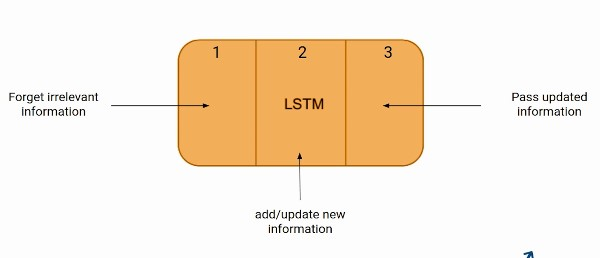 1 2 3
Forget irrelevant
information
LSTM
Pass updated
information
add/update new
information